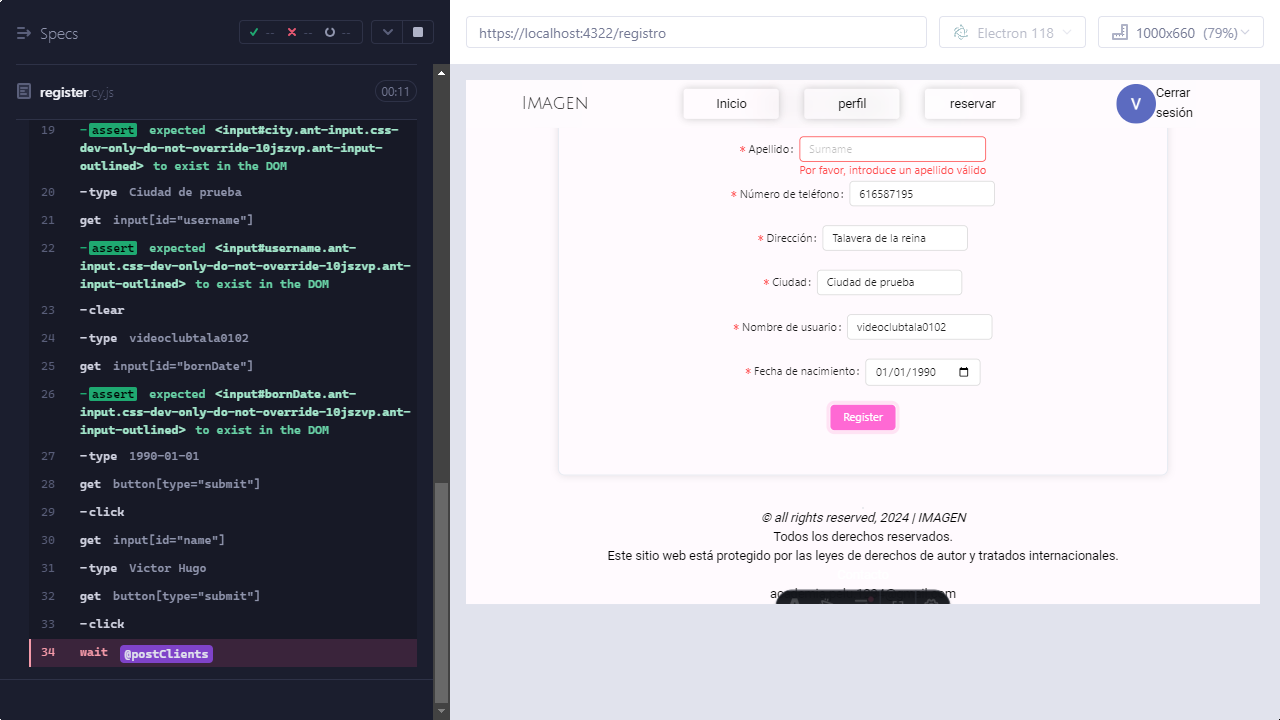 Specs
-- -- --
register.cy.js
00:11
19 -assert expected <input#city.ant-input.css-
dev-only-do-not-override-10jszvp.ant-input-
outlined> to exist in the DOM
20 -type Ciudad de prueba
21 get input[id="username"]
22 -assert expected <input#username.ant-
input.css-dev-only-do-not-override-10jszvp.ant-
input-outlined> to exist in the DOM
23 -clear
24 -type videoclubtala0102
25 get input[id="bornDate"]
26 -assert expected <input#bornDate.ant-
input.css-dev-only-do-not-override-10jszvp.ant-
input-outlined> to exist in the DOM
27 -type 1990-01-01
28 get button[type="submit"]
29 -click
30 get input[id="name"]
31 -type Victor Hugo
32 get button[type="submit"]
33 -click
34 wait @postClients
https://localhost:4322/registro
Electron 118
1000x660 (79%)
IMAGEN
Inicio
perfil
reservar
V
Cerrar
sesión
* Apellido: Surname
Por favor, introduce un apellido válido
* Número de teléfono: 616587195
* Dirección: Talavera de la reina
* Ciudad: Ciudad de prueba
* Nombre de usuario: videoclubtala0102
* Fecha de nacimiento: 01/01/1990
Register
© all rights reserved, 2024 | IMAGEN
Todos los derechos reservados.
Este sitio web está protegido por las leyes de derechos de autor y tratados internacionales.